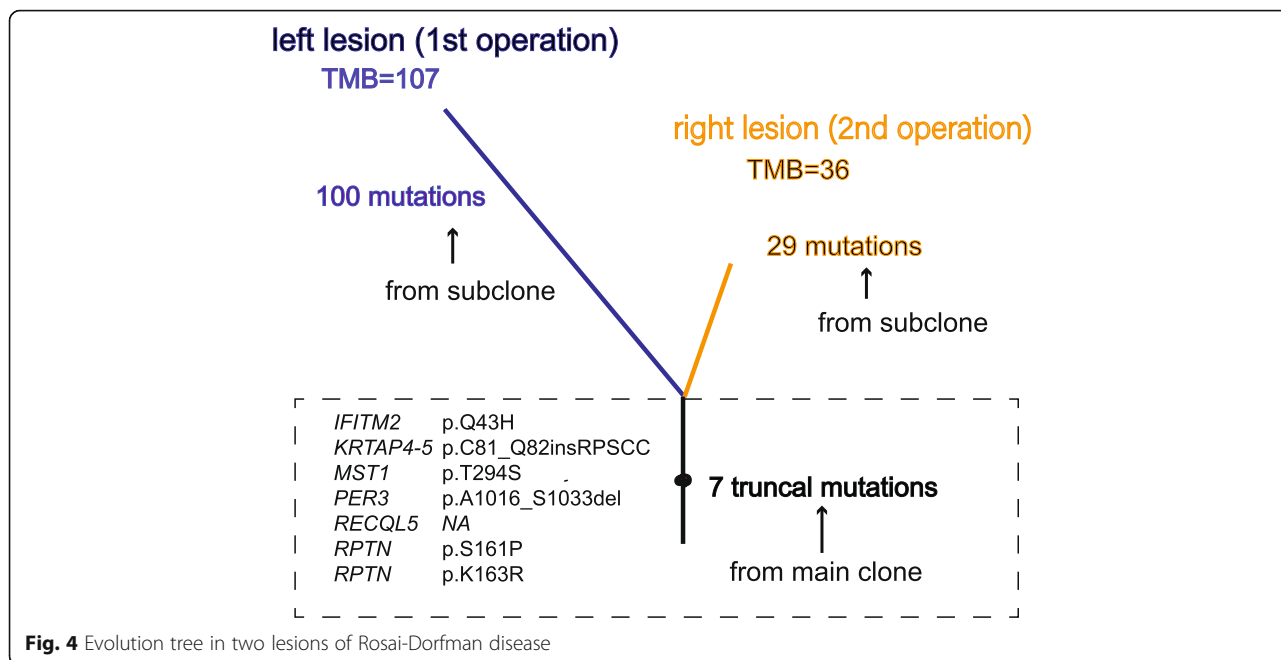 left lesion (1st operation)
TMB=107
right lesion (2nd operation)
TMB=36
100 mutations
↑
from subclone
29 mutations
↑
from subclone
IFITM2 p.Q43H
KRTAP4-5 p.C81_Q82insRPSCC
MST1 p.T294S
PER3 p.A1016_S1033del
RECQL5 NA
RPTN p.S161P
RPTN p.K163R
7 truncal mutations
↑
from main clone
Fig. 4 Evolution tree in two lesions of Rosai-Dorfman disease